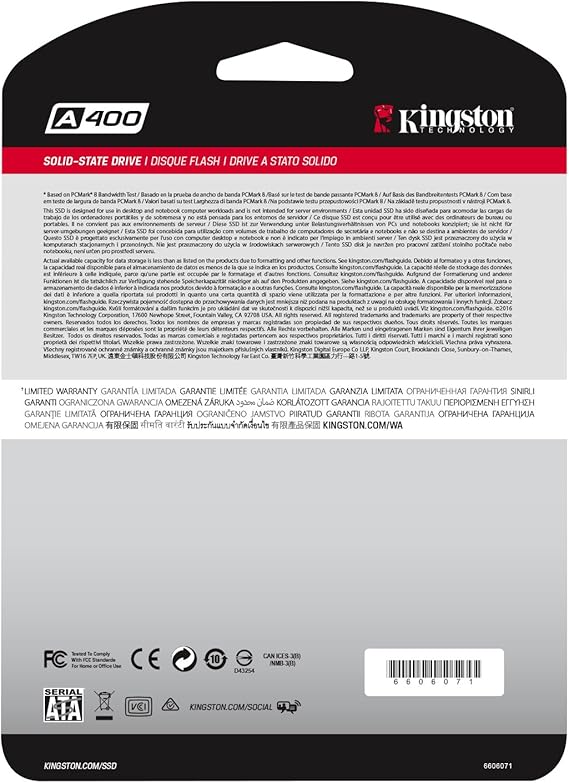 A400
Kingston
TECHNOLOGY
SOLID-STATE DRIVE I DISQUE FLASH I DRIVE A STATO SOLIDO
* Based on PCMark® 8 Bandwidth Test / Basado en la prueba de ancho de banda PCMark 8 /Basé sur le test de bande passante PCMark 8 / Auf Basis des Bandbreitentests PCMark 8 / Com base
em teste de largura de banda PCMark 8 / Valori basati su test Larghezza di banda PCMark 8 / Na podstawie testu przepustowości PCMark 8 / Na základě testu propustnosti v nástroji PCMark 8.
This SSD is designed for use in desktop and notebook computer workloads and is not intended for server environments / Esta unidad SSD ha sido diseñada para acomodar las cargas de
trabajo de los ordenadores portátiles y de sobremesa y no está pensada para los entornos de servidor / Ce disque SSD est conçu pour être utilisé avec des ordinateurs de bureau ou
portables. Il ne convient pas aux environnements de serveur / Diese SSD ist zur Verwendung unter Belastungsverhältnissen von PCs und Notebooks konzipiert; sie ist nicht für
server-umgebungen geeignet / Esta SSD foi concebida para utilização com volumes de trabalho de computadores de secretária e notebooks e não se destina a ambientes de servidor /
Questo SSD è progettato esclusivamente per l'uso con computer desktop e notebook e non è indicato per l'impiego in ambienti server / Ten dysk SSD jest przeznaczony do użytku w
komputerach stacjonarnych i przenośnych. Nie jest przeznaczony do użytku w środowiskach serwerowych / Tento SSD disk je navržen pro pracovní zatížení stolního počítače nebo
notebooku, není určen pro prostředí serveru.
Actual available capacity for data storage is less than as listed on the products due to formatting and other functions. See kingston.com/flashguide. Debido al formateo y a otras funciones,
la capacidad real disponible para el almacenamiento de datos es menos de la que se indica en los productos. Consulte kingston.com/flashguide. La capacité réelle de stockage des données
est inférieure à celle indiquée, parce qu'une partie est occupée par le formatage et d'autres fonctions. Consultez kingston.com/flashguide. Aufgrund der Formatierung und anderer
Funktionen ist die tatsächlich zur Verfügung stehende Speicherkapazität niedriger als auf den Produkten angegeben. Siehe kingston.com/flashguide. A capacidade disponível real para o
armazenamento de dados é inferior à indicada nos produtos devido à formatação e a outras funções. Consulte kingston.com/flashguide. La capacità reale disponibile per la memorizzazione
dei dati è inferiore a quella riportata sui prodotti in quanto una certa quantità di spazio viene utilizzata per la formattazione e per altre funzioni. Per ulteriori informazioni,
kingston.com/flashguide. Rzeczywista pojemność dostępna do przechowywania danych jest mniejsza niż podana na produktach ze względu na formatowanie i inne funkcje. Zobacz
kingston.com/flashguide. ©2016
Kingston Technology Corporation, 17600 Newhope Street, Fountain Valley, CA 92708 USA. All rights reserved. All registered trademarks and trademarks are property of their respective
owners. Reservados todos los derechos. Todos los nombres de empresas y marcas registradas son propiedad de sus respectivos dueños. Tous droits réservés. Toutes les marques
commerciales et les marques déposées sont la propriété de leurs détenteurs respectifs. Alle Rechte vorbehalten. Alle Marken und eingetragenen Marken sind Eigentum ihrer jeweiligen
Besitzer. Todos os direitos reservados. Todas as marcas comerciais e registadas pertencem aos respectivos proprietários. Tutti i diritti riservati. Tutti i marchi e i marchi registrati sono
proprietà dei rispettivi titolari. Wszelkie prawa zastrzeżone. Wszelkie znaki towarowe i zastrzeżone znaki towarowe są własnością odpowiednich właścicieli. Všechna práva vyhrazena.
Všechny registrované ochranné známky a ochranné známky jsou majetkem příslušných vlastníků. Kingston Digital Europe Co LLP, Kingston Court, Brooklands Close, Sunbury-on-Thames,
Middlesex, TW16 7EP, UK. 遠東金士頓科技股份有限公司 Kingston Technology Far East Co. 臺灣新竹科學工業園區力行一路 1-5號.
†LIMITED WARRANTY GARANTÍA LIMITADA GARANTIE LIMITÉE GARANTIA LIMITADA GARANZIA LIMITATA ОГРАНИЧЕННАЯ ГАРАНТИЯ SINIRLI
GARANTI OGRANICZONA GWARANCJA OMEZENÁ ZÁRUKA ضمان محدود KORLÁTOZOTT GARANCIA RAJOITETTU TAKUU ΠΕΡΙΟΡΙΣΜΕΝΗ ΕΓΓΥΗΣΗ
GARANȚIE LIMITATĂ ОГРАНИЧЕНА ГАРАНЦИЯ OGRANIČENO JAMSTVO PIIRATUD GARANTII RIBOTA GARANTIJA ОГРАНИЧЕНА ГАРАНЦИЈА
OMEJENA GARANCIJA 有限保固 सीमित वारंटी รับประกันแบบจำกัดเงื่อนไข 有限產品保固 KINGSTON.COM/WA
FC Tested To Comply
With FCC Standards
For Home or Office Use
CE
10
D43254
CAN ICES-3(B)
/NMB-3(B)
6606071
SERIAL
ATA
VCI
KINGSTON.COM/SOCIAL
KINGSTON.COM/SSD
6606071